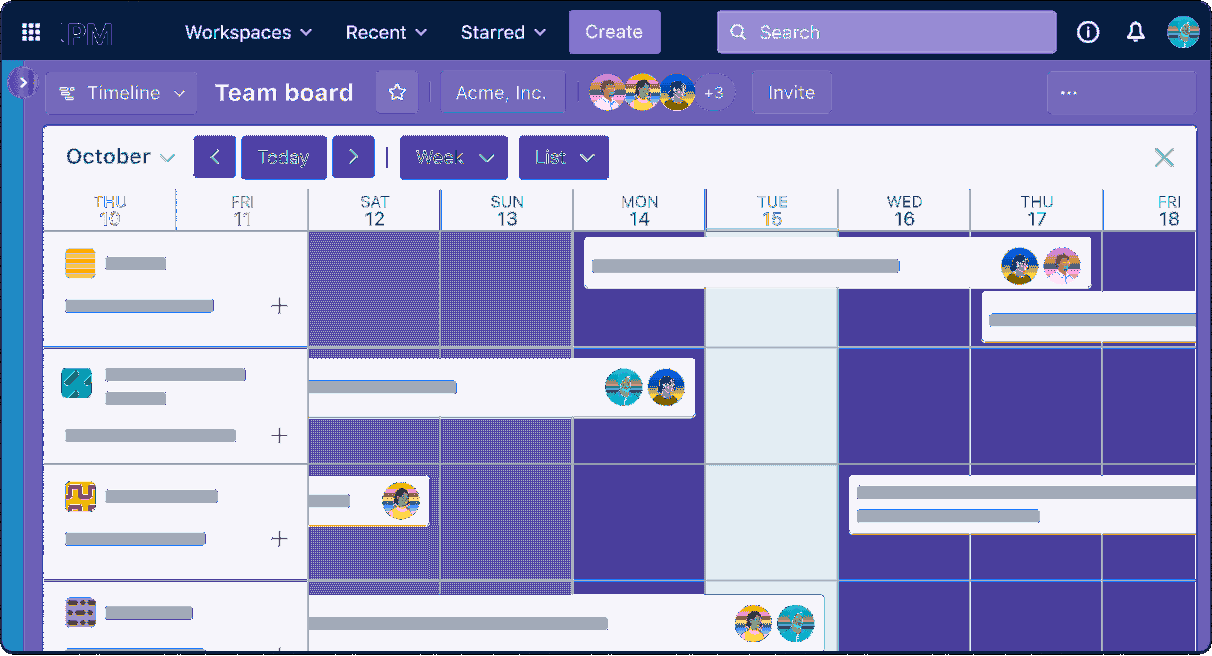 PM Workspaces Recent Starred Create Search
Timeline Team board Acme, Inc. +3 Invite
October Today Week List
THU FRI SAT SUN MON TUE WED THU FRI
10 11 12 13 14 15 16 17 18